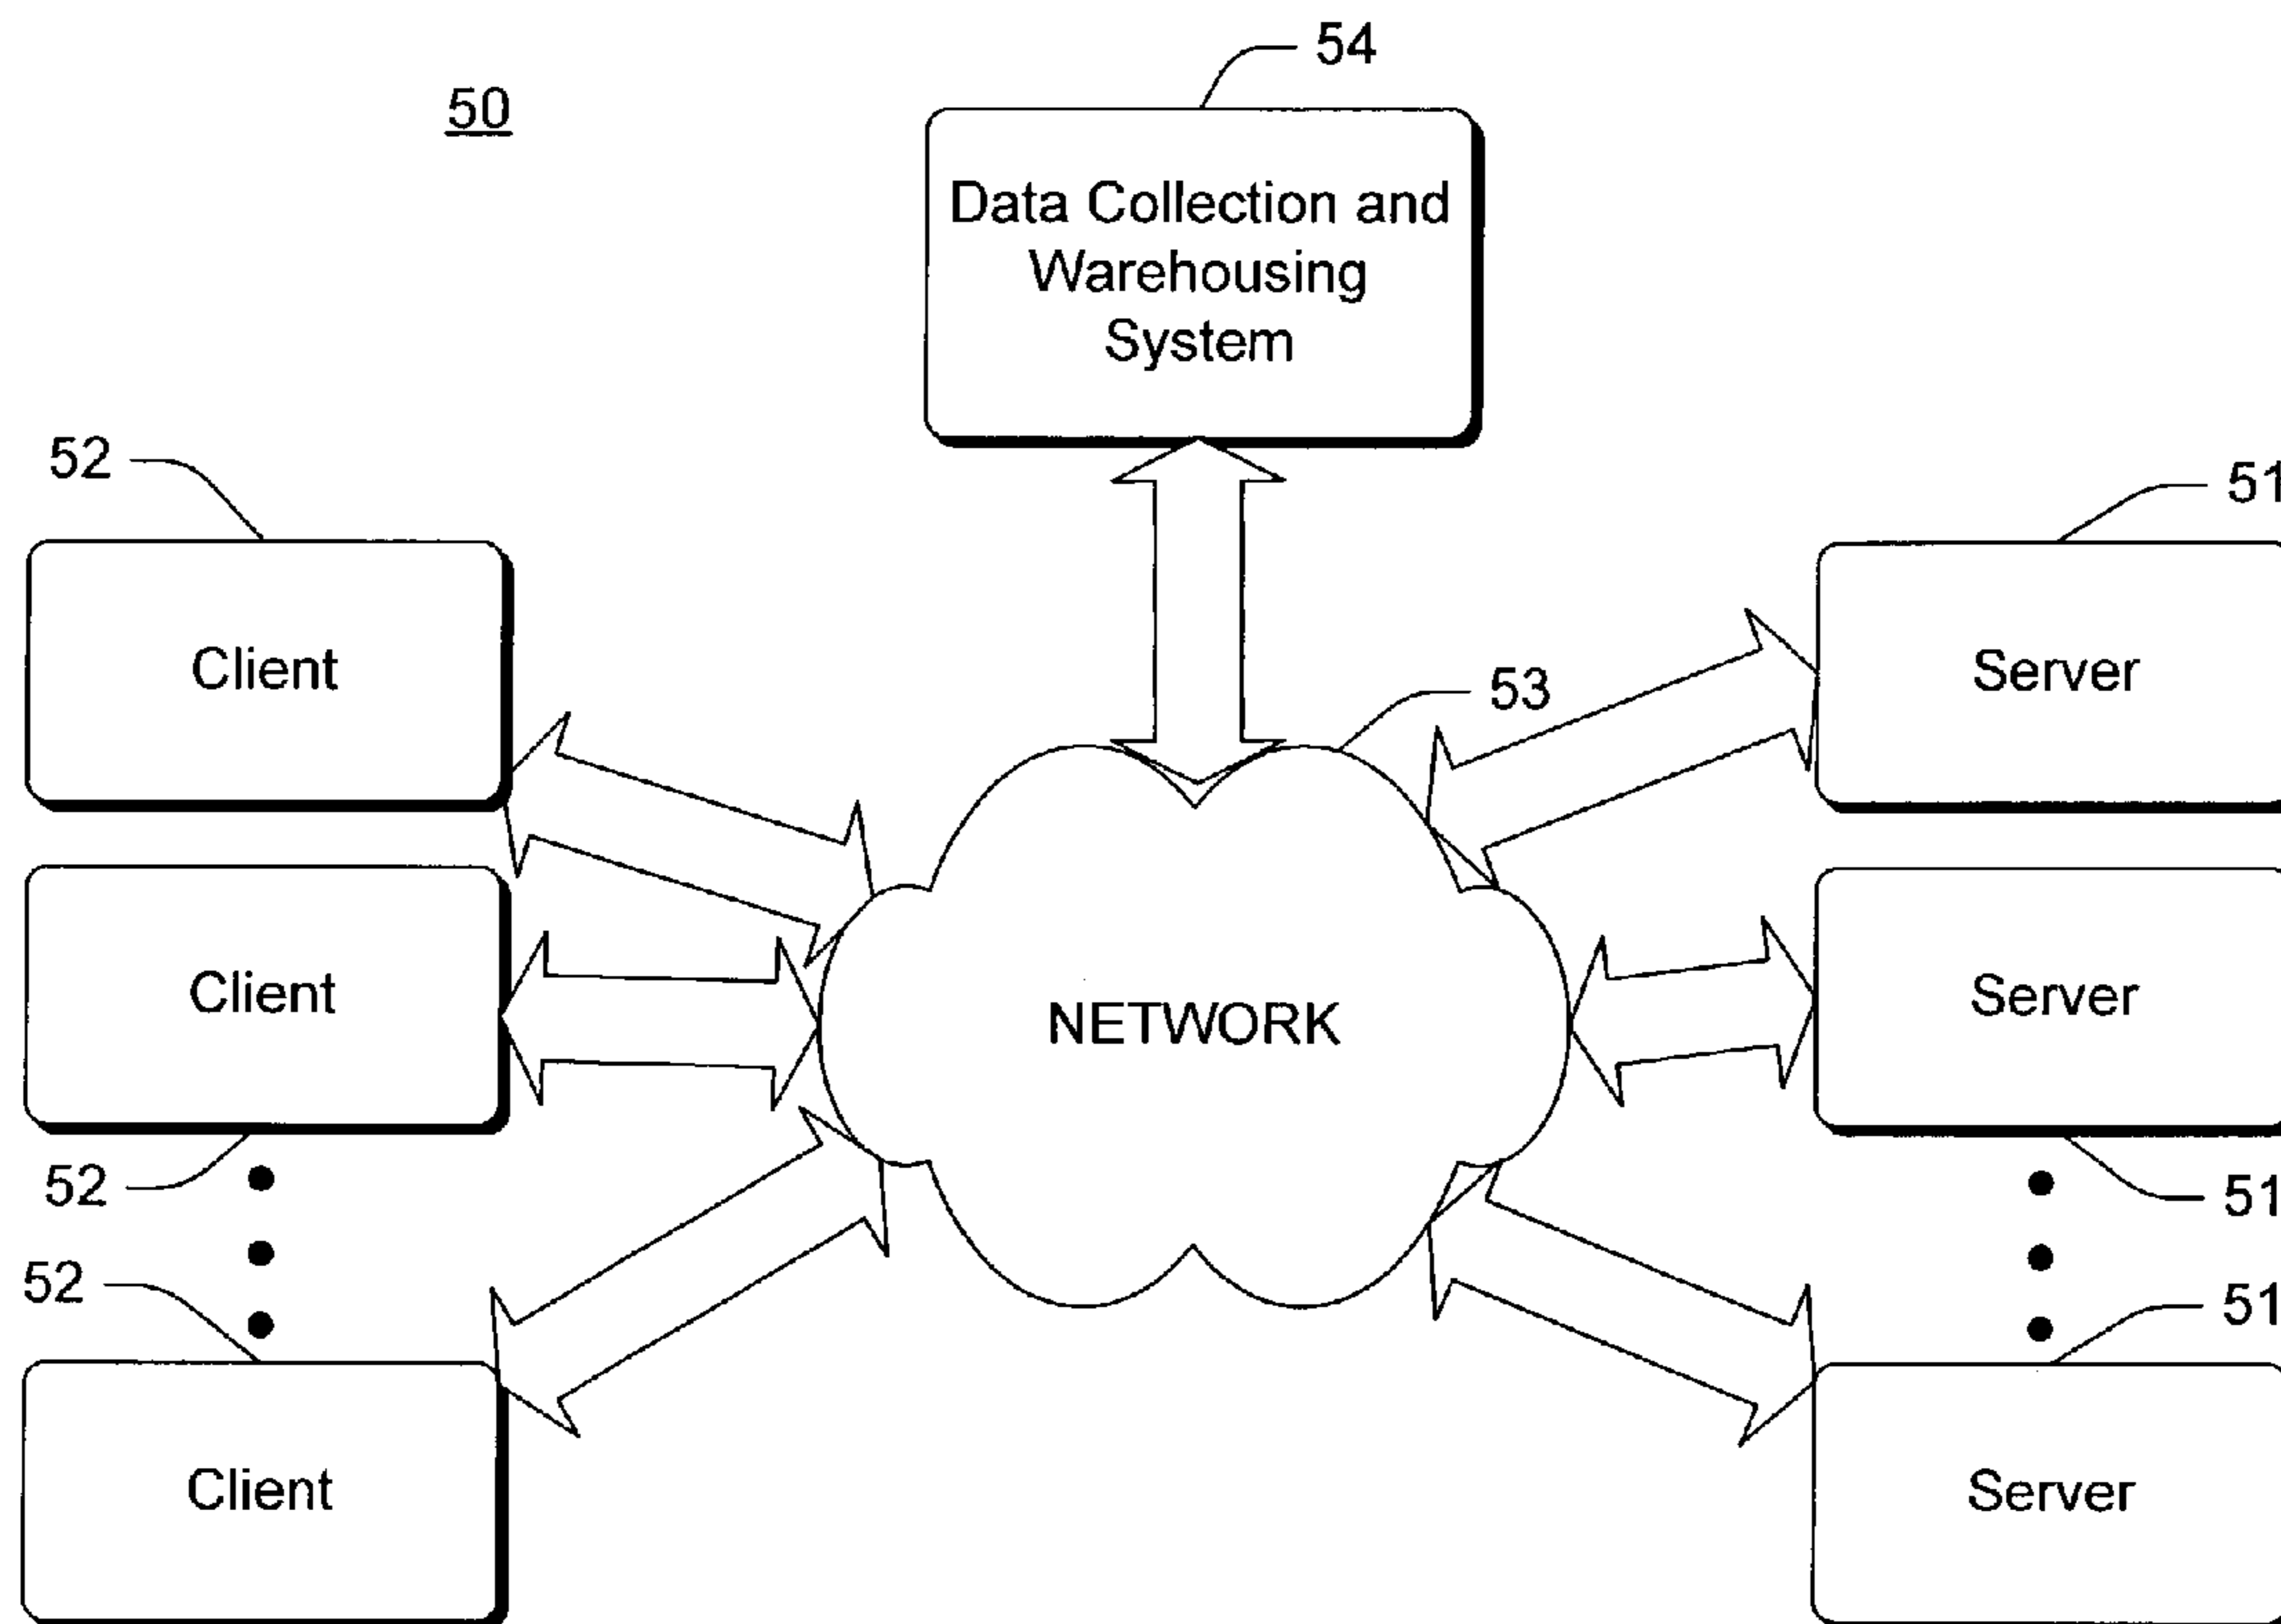 54
50
Data Collection and
Warehousing
System
52
51
Client
Server
53
Client
NETWORK
Server
52
51
52
51
Client
Server